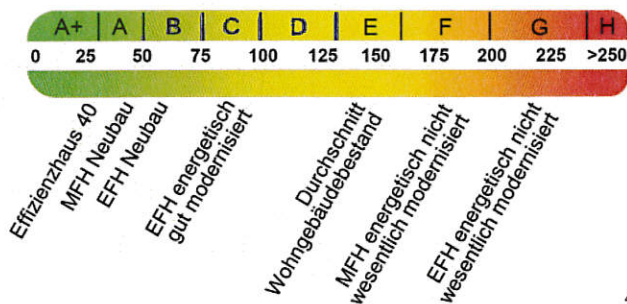 A+ A B C D E F G H
0 25 50 75 100 125 150 175 200 225 >250
Effizienzhaus 40
MFH Neubau
EFH Neubau
EFH energetisch
gut modernisiert
Durchschnitt
Wohngebäudebestand
MFH energetisch nicht
wesentlich modernisiert
EFH energetisch nicht
wesentlich modernisiert